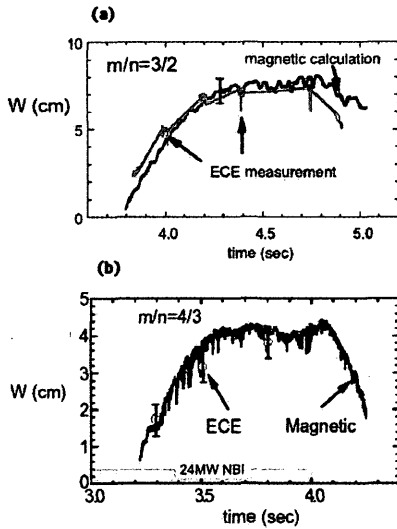 (a)
10
m/n=3/2
magnetic calculation
W (cm)
5
ECE measurement
0
4.0 4.5 5.0
time (sec)
(b)
5
m/n=4/3
4
3
W (cm)
2
ECE
Magnetic
1
24MW NBI
0
3.0 3.5 4.0
time (sec)